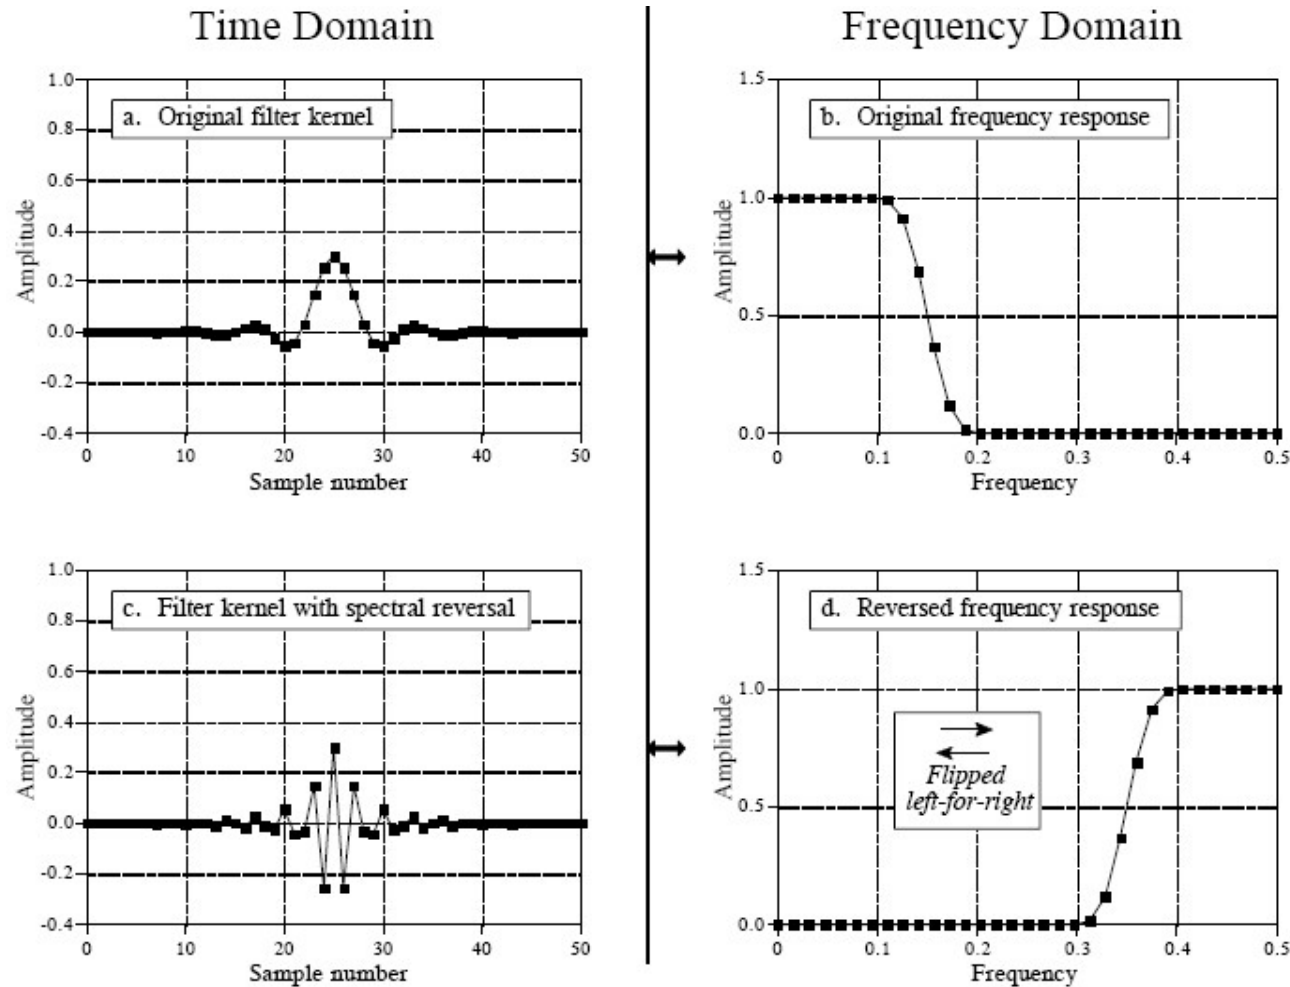 Time Domain
Frequency Domain
1.0
0.8
0.6
0.4
0.2
0.0
-0.2
-0.4
Amplitude
a. Original filter kernel
0 10 20 30 40 50
Sample number
1.5
1.0
0.5
0.0
Amplitude
b. Original frequency response
0 0.1 0.2 0.3 0.4 0.5
Frequency
1.0
0.8
0.6
0.4
0.2
0.0
-0.2
-0.4
Amplitude
c. Filter kernel with spectral reversal
0 10 20 30 40 50
Sample number
1.5
1.0
0.5
0.0
Amplitude
d. Reversed frequency response
Flipped
left-for-right
0 0.1 0.2 0.3 0.4 0.5
Frequency